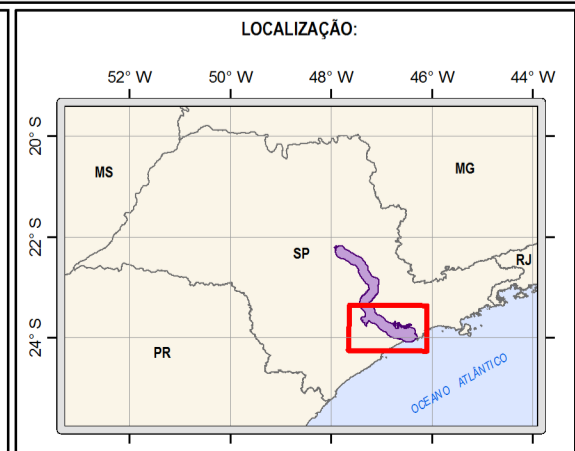 LOCALIZAÇÃO:
52° W 50° W 48° W 46° W 44° W
20° S
MS MG
22° S
SP RJ
24° S
PR
OCEANO ATLÂNTICO